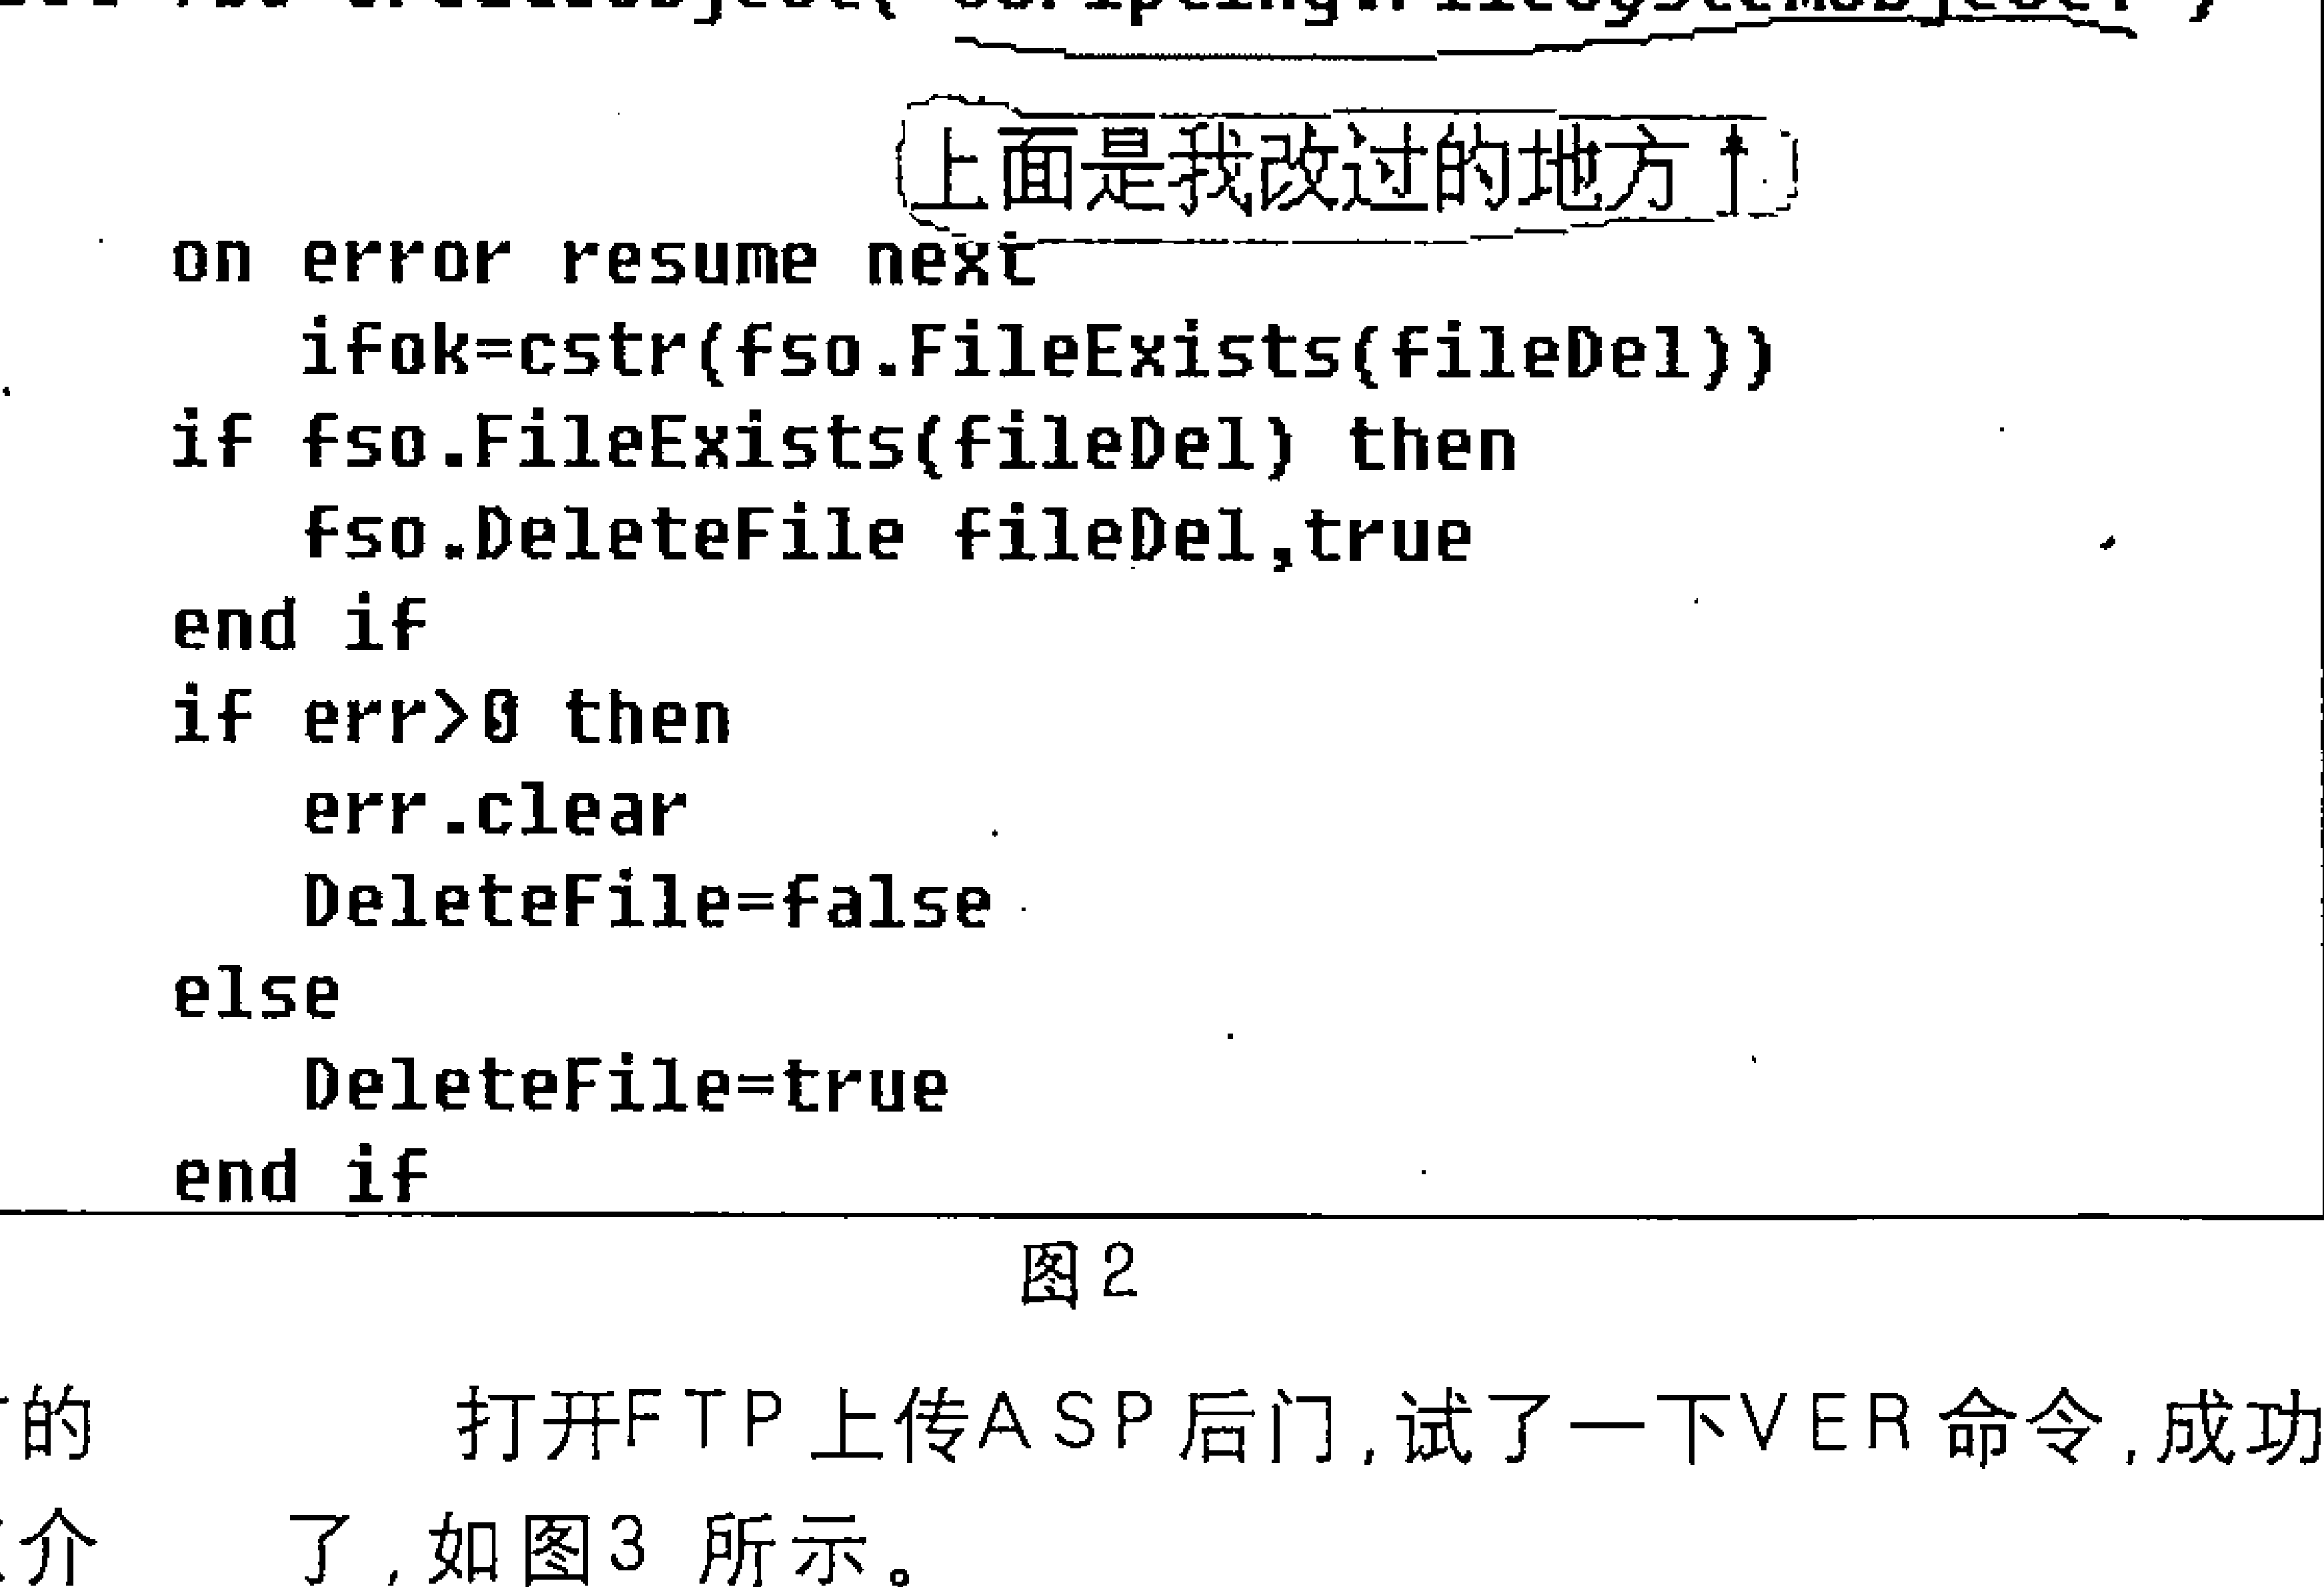 上面是我改过的地方↑
on error resume next
ifok=cstr(fso.FileExists(fileDel))
if fso.FileExists(fileDel) then
fso.DeleteFile fileDel,true
end if
if err>0 then
err.clear
DeleteFile=false
else
DeleteFile=true
end if
图2
的
打开FTP上传ASP后门,试了一下VER命令,成功
介
了,如图3 所示。